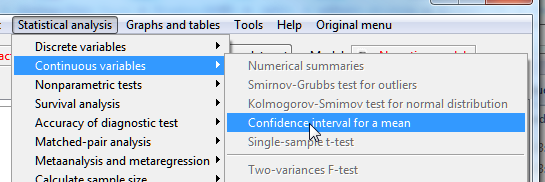 Statistical analysis Graphs and tables Tools Help Original menu
Discrete variables
Continuous variables
Nonparametric tests
Survival analysis
Accuracy of diagnostic test
Matched-pair analysis
Metaanalysis and metaregression
Calculate sample size
Numerical summaries
Smirnov-Grubbs test for outliers
Kolmogorov-Smirnov test for normal distribution
Confidence interval for a mean
Single-sample t-test
Two-variances F-test